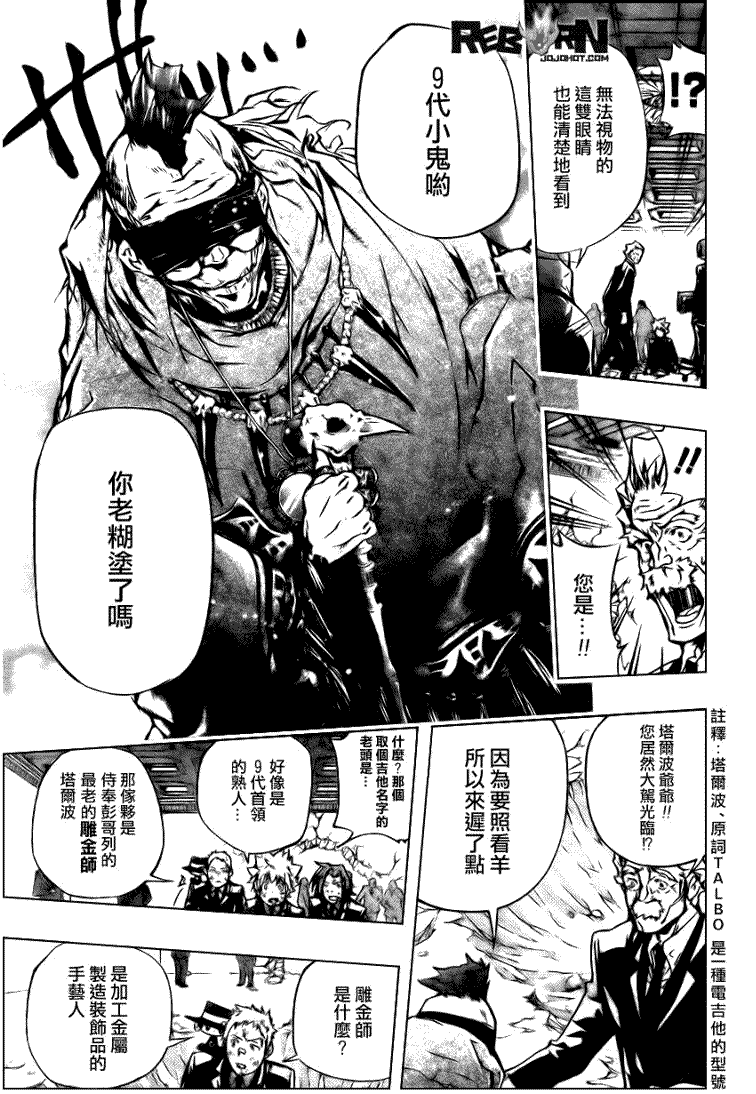 REBORN
JOJOHOT.COM
!?
無法視物的
這雙眼睛
也能清楚地看到
9代小鬼喲
你老糊塗了嗎
!!
您是…!!
塔爾波爺爺!!
您居然大駕光臨!?
因為要照看羊
所以來遲了點
什麼?那個
取個吉他名字的
老頭是…
好像是
9代首領
的熟人…
那傢夥是
侍奉彭哥列的
最老的雕金師
塔爾波
雕金師
是什麼?
是加工金屬
製造裝飾品的
手藝人
註釋:塔爾波、原詞TALBO 是一種電吉他的型號